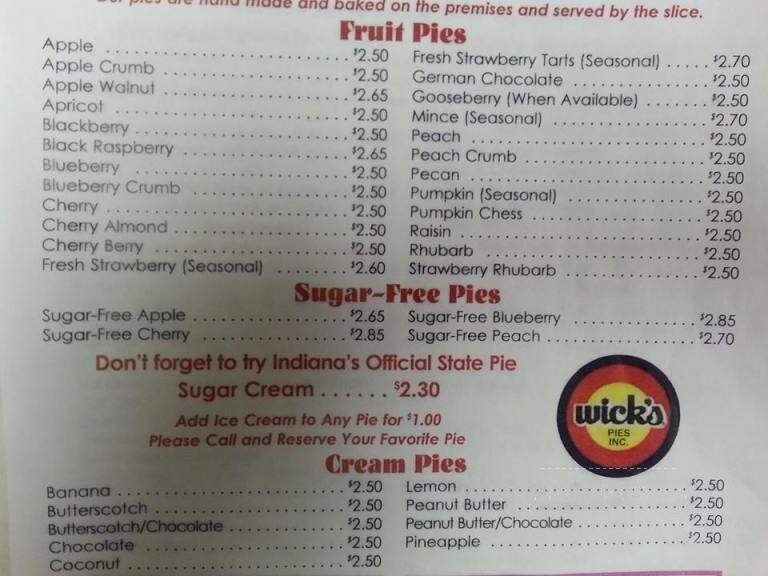 Our pies are hand made and baked on the premises and served by the slice.
Fruit Pies
Apple ........ $2.50
Apple Crumb ........ $2.50
Apple Walnut ........ $2.65
Apricot ........ $2.50
Blackberry ........ $2.50
Black Raspberry ........ $2.65
Blueberry ........ $2.50
Blueberry Crumb ........ $2.50
Cherry ........ $2.50
Cherry Almond ........ $2.50
Cherry Berry ........ $2.50
Fresh Strawberry (Seasonal) ........ $2.60
Fresh Strawberry Tarts (Seasonal) ..... $2.70
German Chocolate ........ $2.50
Gooseberry (When Available) ....... $2.50
Mince (Seasonal) ........ $2.70
Peach ........ $2.50
Peach Crumb ........ $2.50
Pecan ........ $2.50
Pumpkin (Seasonal) ........ $2.50
Pumpkin Chess ........ $2.50
Raisin ........ $2.50
Rhubarb ........ $2.50
Strawberry Rhubarb ........ $2.50
Sugar-Free Pies
Sugar-Free Apple ........ $2.65
Sugar-Free Cherry ........ $2.85
Sugar-Free Blueberry ........ $2.85
Sugar-Free Peach ........ $2.70
Don't forget to try Indiana's Official State Pie
Sugar Cream ...... $2.30
Add Ice Cream to Any Pie for $1.00
Please Call and Reserve Your Favorite Pie
wick's
PIES
INC.
Cream Pies
Banana ........ $2.50
Butterscotch ........ $2.50
Butterscotch/Chocolate ........ $2.50
Chocolate ........ $2.50
Coconut ........ $2.50
Lemon ........ $2.50
Peanut Butter ........ $2.50
Peanut Butter/Chocolate ........ $2.50
Pineapple ........ $2.50